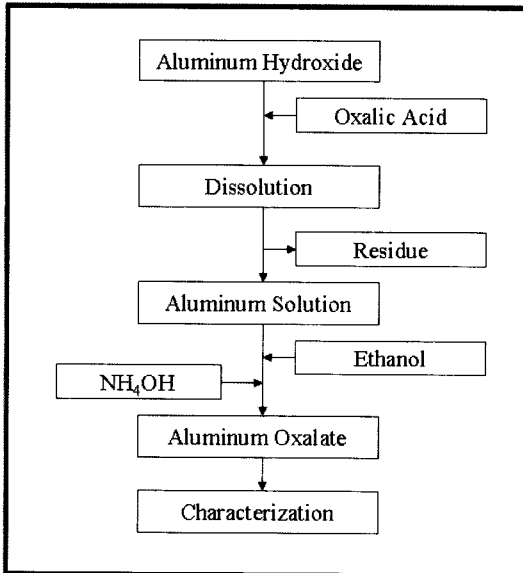 Aluminum Hydroxide
Oxalic Acid
Dissolution
Residue
Aluminum Solution
Ethanol
NH₄OH
Aluminum Oxalate
Characterization